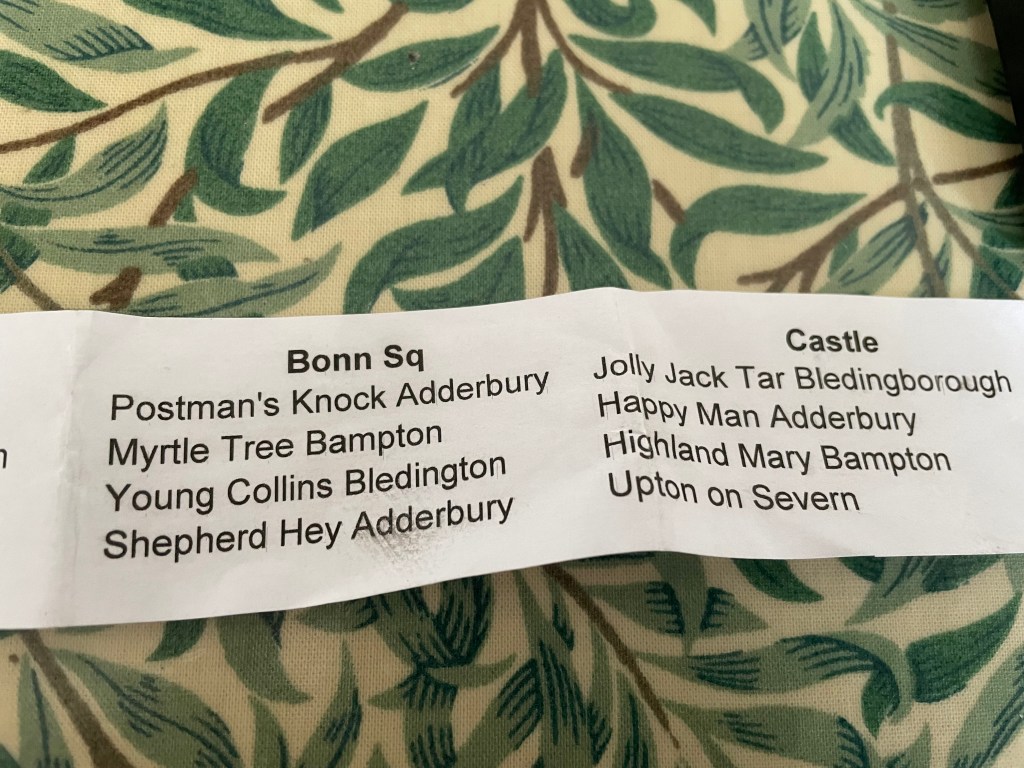 Bonn Sq
Postman's Knock Adderbury
Myrtle Tree Bampton
Young Collins Bledington
Shepherd Hey Adderbury
Castle
Jolly Jack Tar Bledingborough
Happy Man Adderbury
Highland Mary Bampton
Upton on Severn